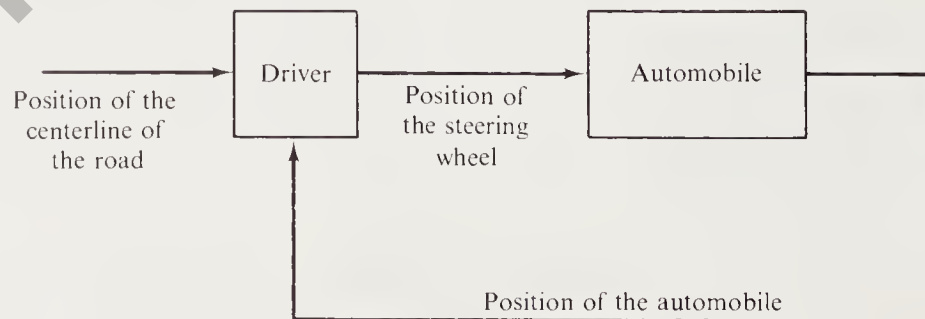 Driver
Automobile
Position of the
centerline of
the road
Position of
the steering
wheel
Position of the automobile